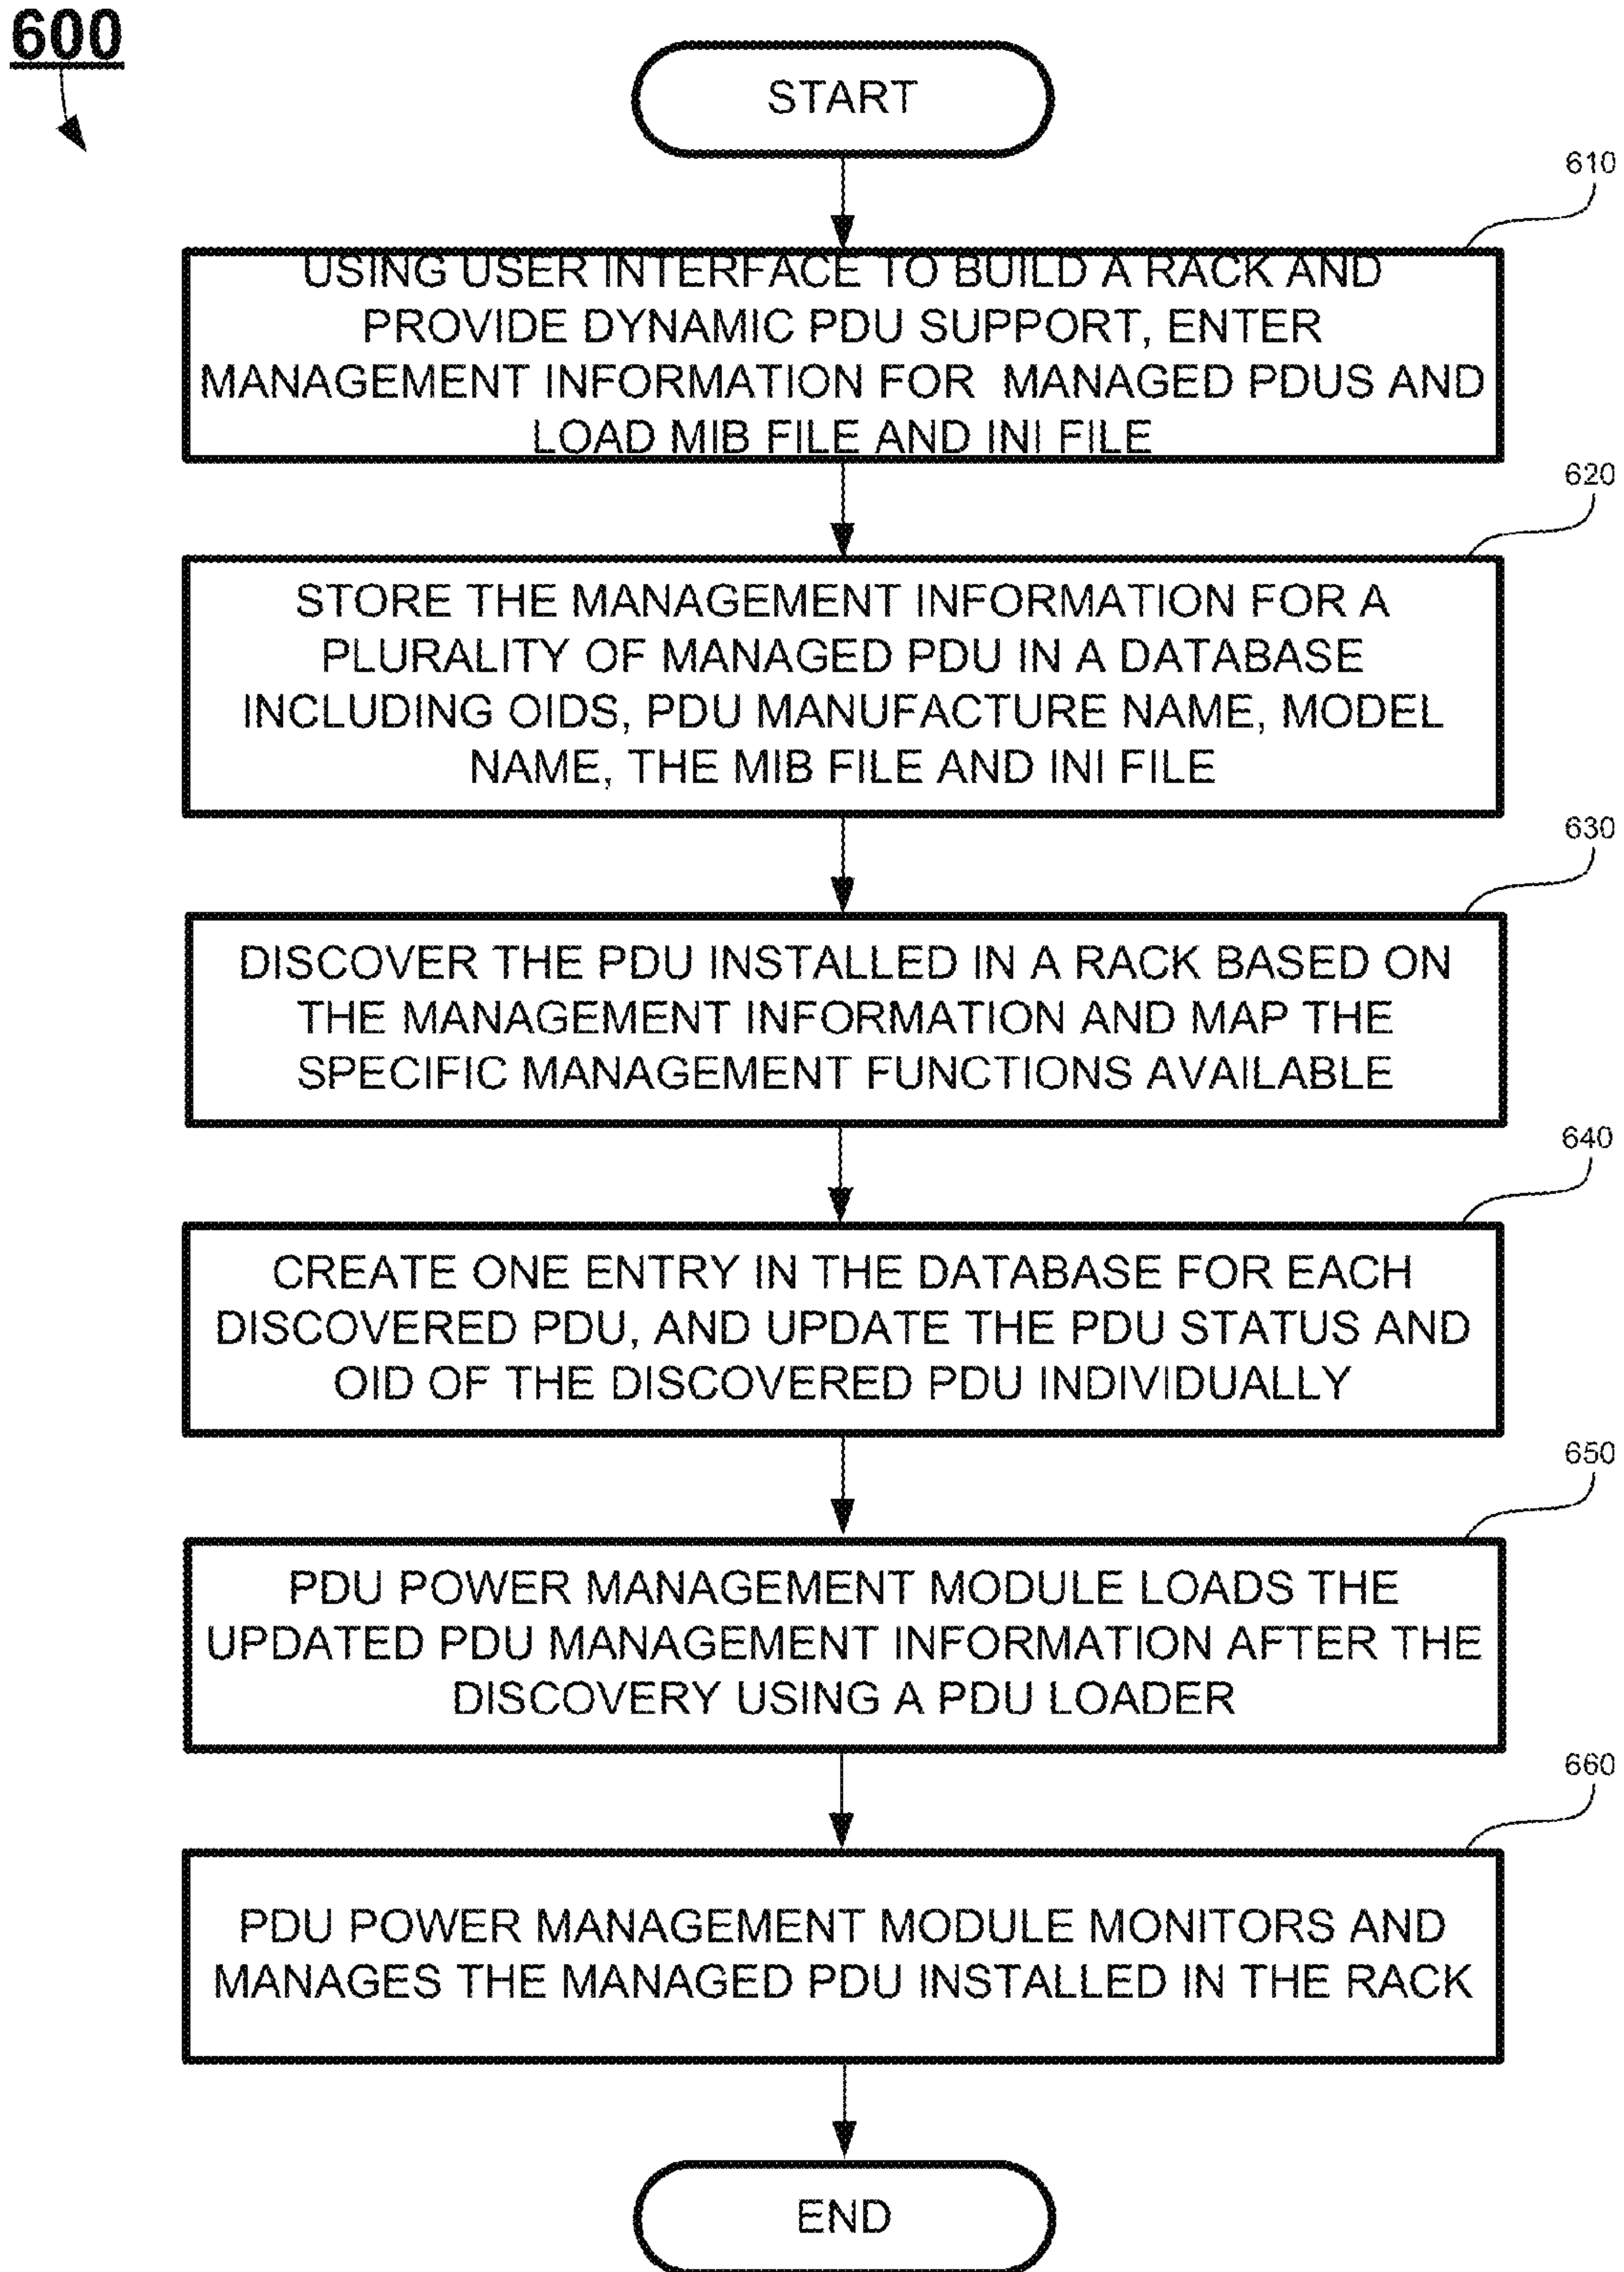 600
START
610
USING USER INTERFACE TO BUILD A RACK AND
PROVIDE DYNAMIC PDU SUPPORT, ENTER
MANAGEMENT INFORMATION FOR MANAGED PDUS AND
LOAD MIB FILE AND INI FILE
620
STORE THE MANAGEMENT INFORMATION FOR A
PLURALITY OF MANAGED PDU IN A DATABASE
INCLUDING OIDS, PDU MANUFACTURE NAME, MODEL
NAME, THE MIB FILE AND INI FILE
630
DISCOVER THE PDU INSTALLED IN A RACK BASED ON
THE MANAGEMENT INFORMATION AND MAP THE
SPECIFIC MANAGEMENT FUNCTIONS AVAILABLE
640
CREATE ONE ENTRY IN THE DATABASE FOR EACH
DISCOVERED PDU, AND UPDATE THE PDU STATUS AND
OID OF THE DISCOVERED PDU INDIVIDUALLY
650
PDU POWER MANAGEMENT MODULE LOADS THE
UPDATED PDU MANAGEMENT INFORMATION AFTER THE
DISCOVERY USING A PDU LOADER
660
PDU POWER MANAGEMENT MODULE MONITORS AND
MANAGES THE MANAGED PDU INSTALLED IN THE RACK
END